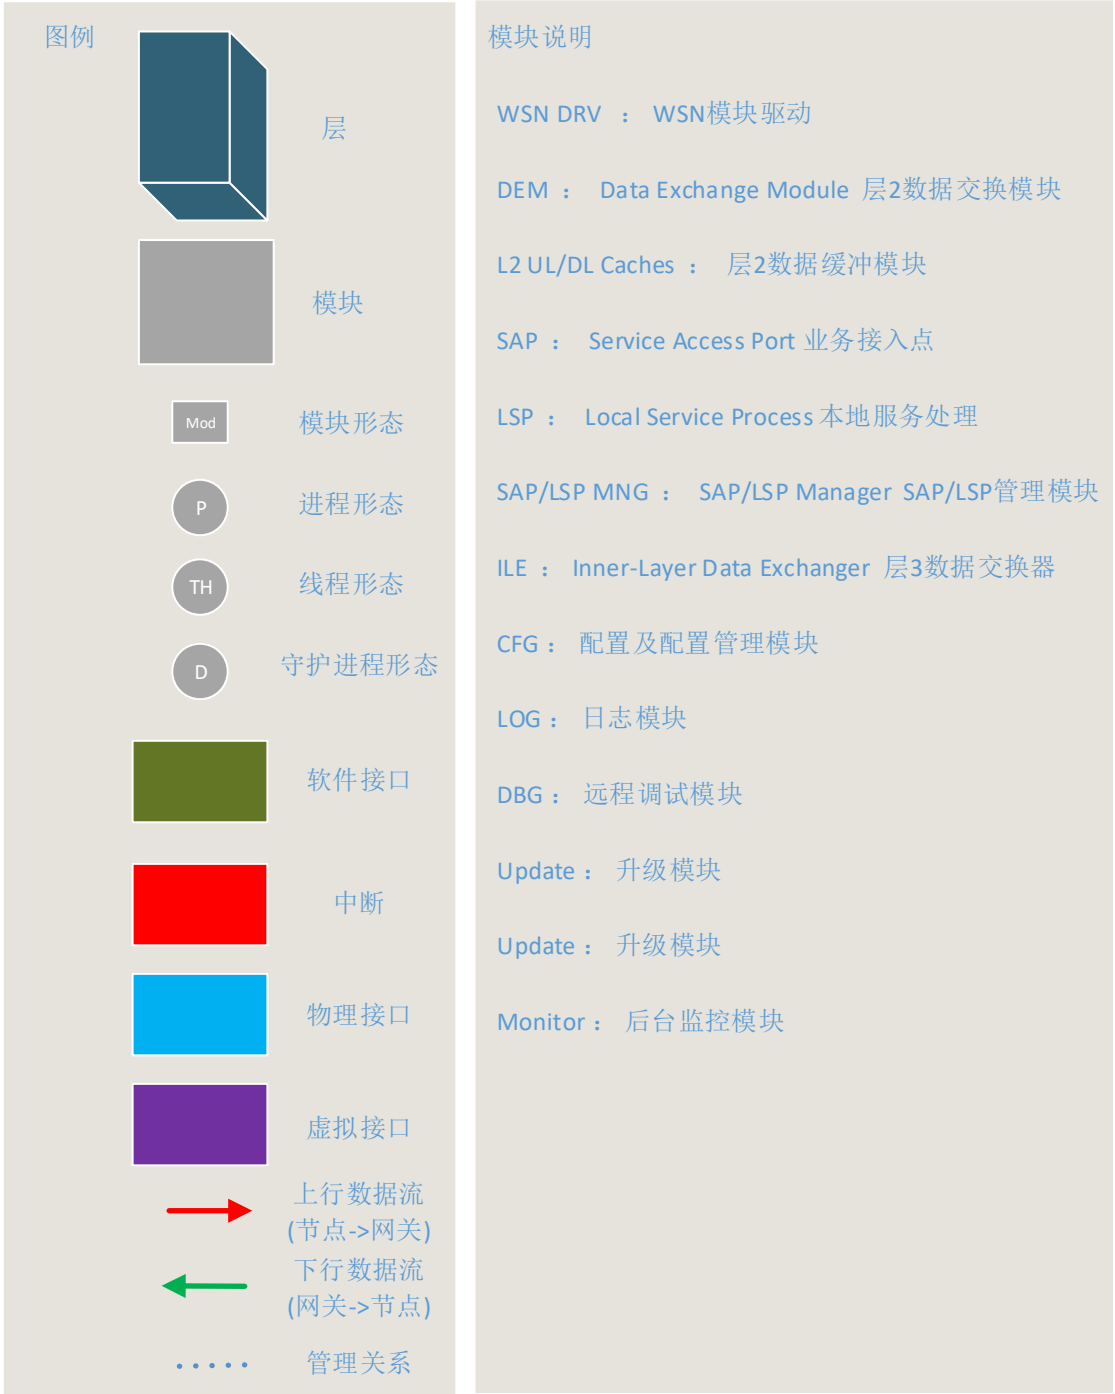 图例
层
模块
Mod
模块形态
P
进程形态
TH
线程形态
D
守护进程形态
软件接口
中断
物理接口
虚拟接口
上行数据流
(节点->网关)
下行数据流
(网关->节点)
管理关系
模块说明
WSN DRV ： WSN模块驱动
DEM ： Data Exchange Module 层2数据交换模块
L2 UL/DL Caches ： 层2数据缓冲模块
SAP ： Service Access Port 业务接入点
LSP ： Local Service Process 本地服务处理
SAP/LSP MNG ： SAP/LSP Manager SAP/LSP管理模块
ILE ： Inner-Layer Data Exchanger 层3数据交换器
CFG ： 配置及配置管理模块
LOG ： 日志模块
DBG ： 远程调试模块
Update ： 升级模块
Update ： 升级模块
Monitor ： 后台监控模块